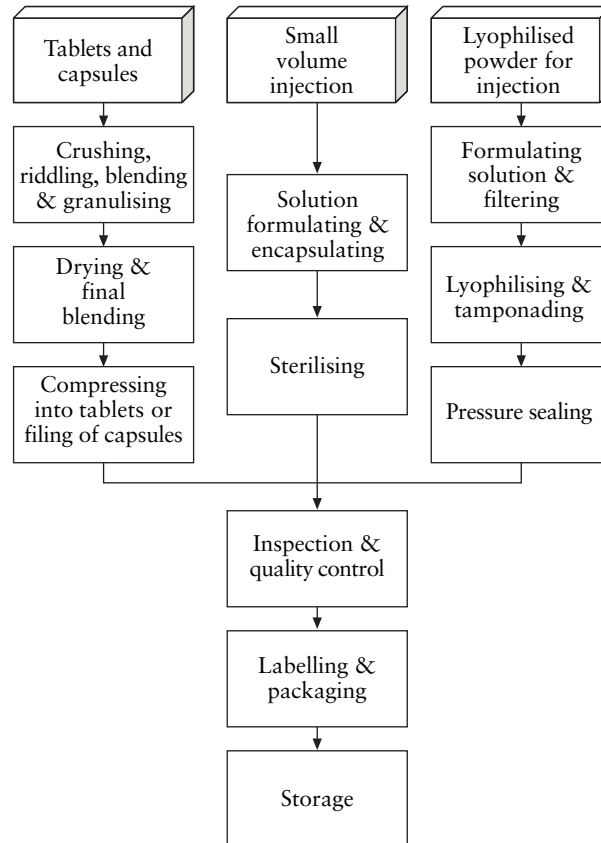 Tablets and
capsules
Small
volume
injection
Lyophilised
powder for
injection
Crushing,
riddling, blending
& granulising
Solution
formulating &
encapsulating
Formulating
solution &
filtering
Drying &
final
blending
Sterilising
Lyophilising &
tamponading
Compressing
into tablets or
filing of capsules
Pressure sealing
Inspection &
quality control
Labelling &
packaging
Storage